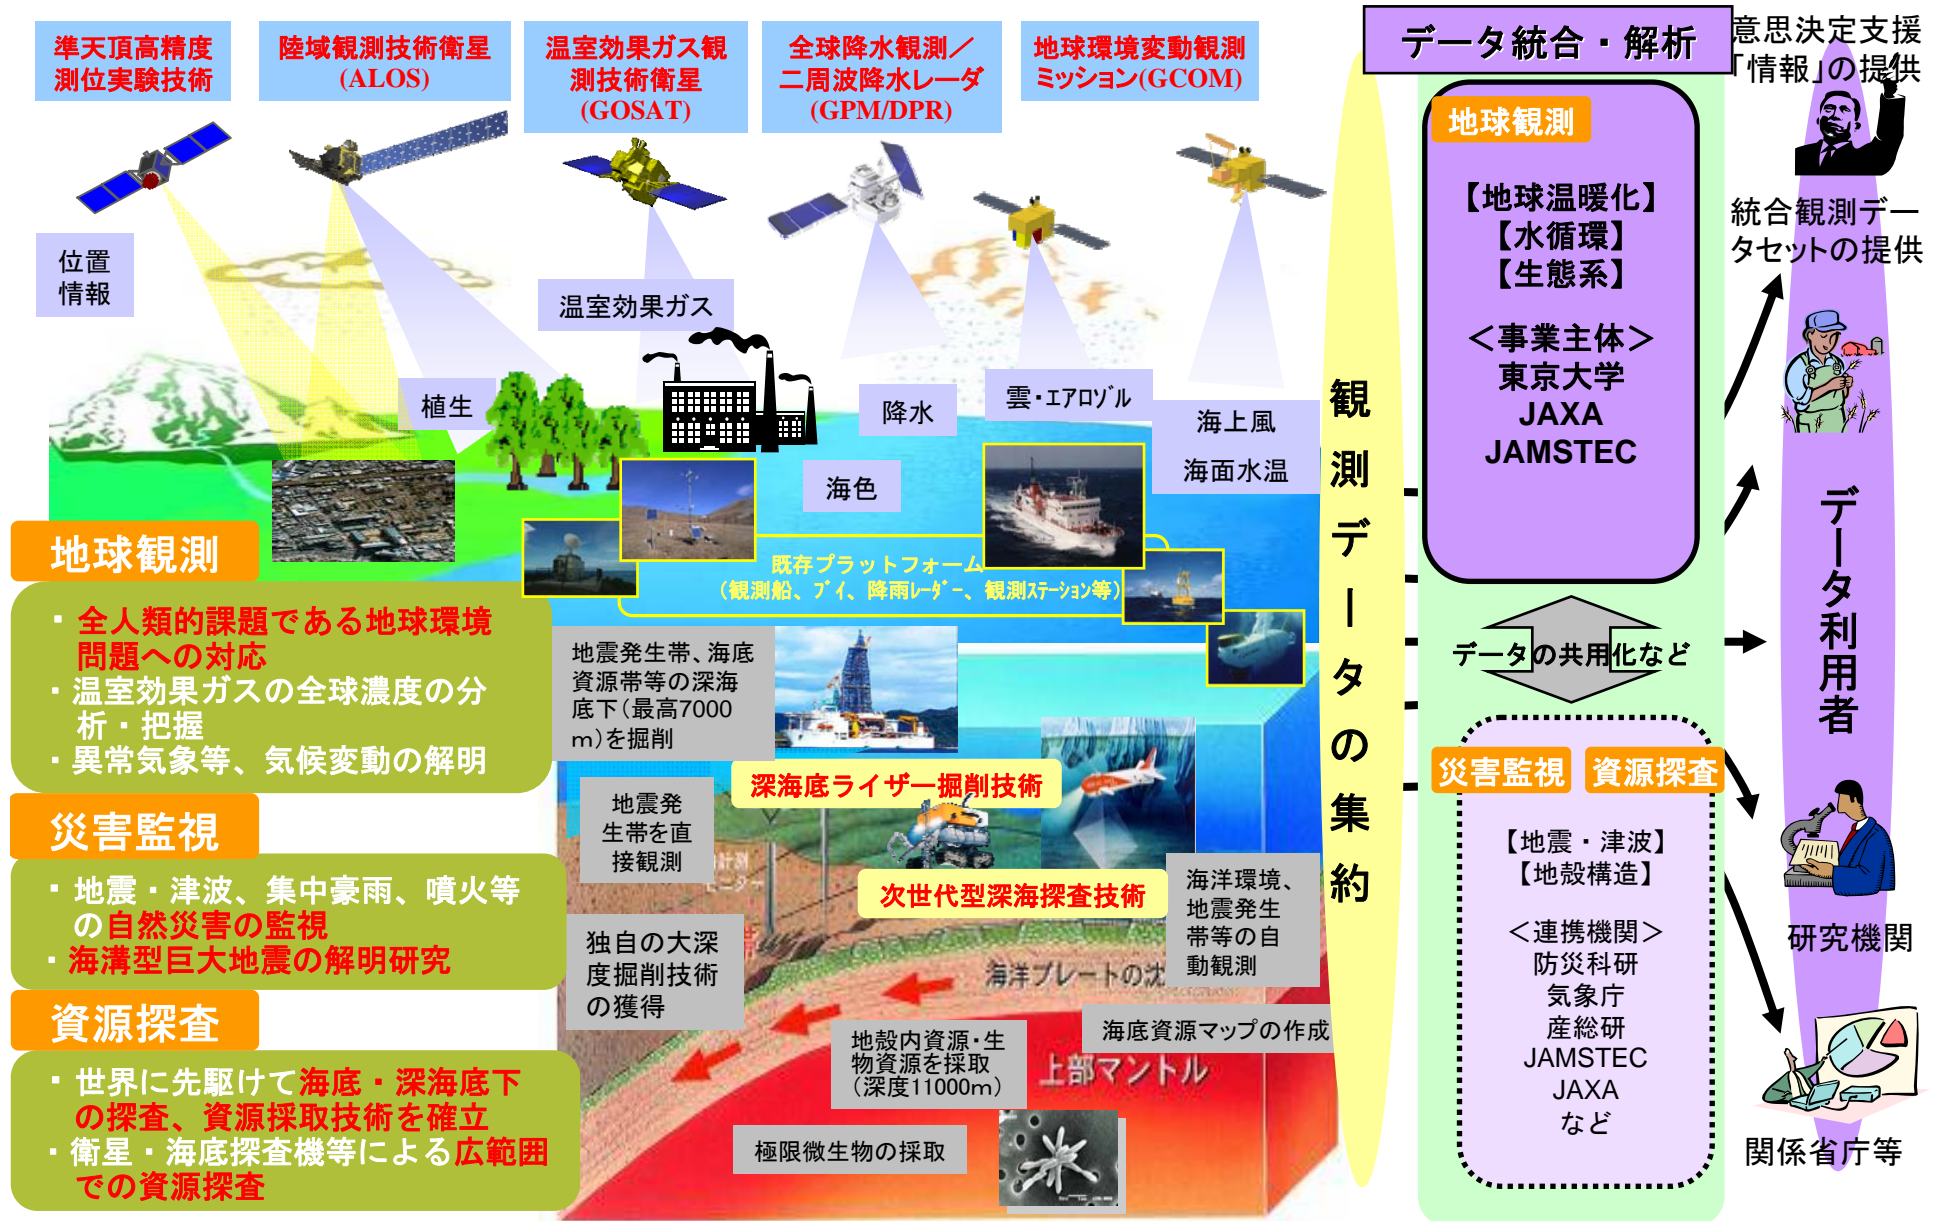 準天頂高精度
測位実験技術
陸域観測技術衛星
(ALOS)
温室効果ガス観
測技術衛星
(GOSAT)
全球降水観測／
二周波降水レーダ
(GPM/DPR)
地球環境変動観測
ミッション(GCOM)
位置
情報
植生
温室効果ガス
降水
海色
雲・エアロゾル
海上風
海面水温
既存プラットフォーム
（観測船、ブイ、降雨レーダー、観測ステーション等）
地球観測
・全人類的課題である地球環境
問題への対応
・温室効果ガスの全球濃度の分
析・把握
・異常気象等、気候変動の解明
災害監視
・地震・津波、集中豪雨、噴火等
の自然災害の監視
・海溝型巨大地震の解明研究
資源探査
・世界に先駆けて海底・深海底下
の探査、資源採取技術を確立
・衛星・海底探査機等による広範囲
での資源探査
地震発生帯、海底
資源帯等の深海
底下（最高7000
ｍ）を掘削
深海底ライザー掘削技術
地震発
生帯を直
接観測
次世代型深海探査技術
海洋環境、
地震発生
帯等の自
動観測
独自の大深
度掘削技術
の獲得
海洋プレートの沈
海底資源マップの作成
地殻内資源・生
物資源を採取
（深度11000ｍ）
上部マントル
極限微生物の採取
観測データの集約
データ統合・解析
地球観測
【地球温暖化】
【水循環】
【生態系】
＜事業主体＞
東京大学
JAXA
JAMSTEC
データの共用化など
災害監視
資源探査
【地震・津波】
【地殻構造】
＜連携機関＞
防災科研
気象庁
産総研
JAMSTEC
JAXA
など
意思決定支援
「情報」の提供
統合観測デー
タセットの提供
データ利用者
研究機関
関係省庁等